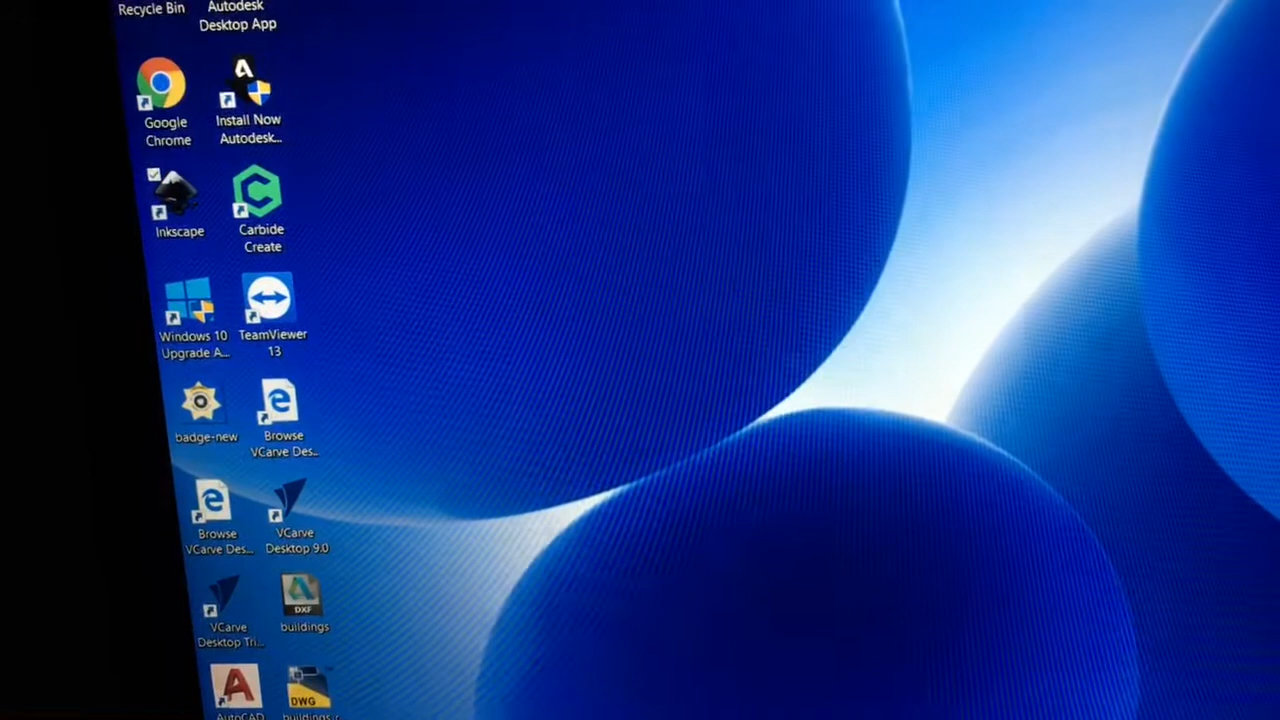 Recycle Bin
Autodesk
Desktop App
Google
Chrome
Install Now
Autodesk...
Inkscape
Carbide
Create
Windows 10
Upgrade A...
TeamViewer
13
badge-new
Browse
VCarve Des...
Browse
VCarve Des...
VCarve
Desktop 9.0
VCarve
Desktop Tri...
DXF
buildings
AutoCAD
DWG